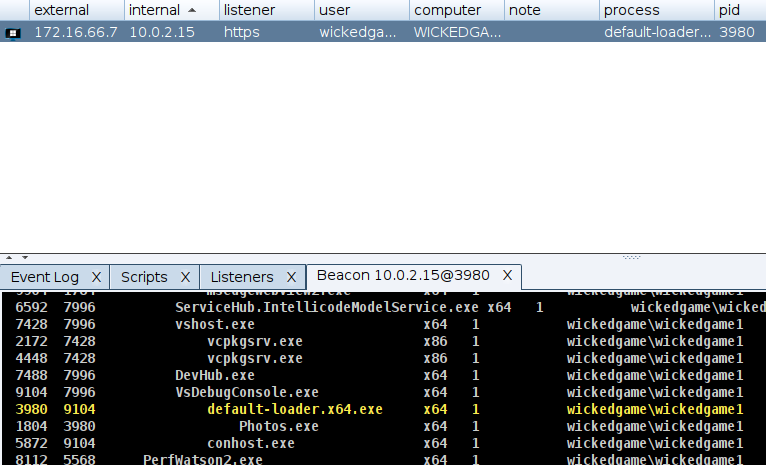 external internal listener user computer note process pid
172.16.66.7 10.0.2.15 https wickedga... WICKEDGA... default-loader... 3980
Event Log X Scripts X Listeners X Beacon 10.0.2.15@3980 X
6592 7996 ServiceHub.IntellicodeModelService.exe x64 1 wickedgame\wicked
7428 7996 vshost.exe x64 1 wickedgame\wickedgame1
2172 7428 vcpkgsrv.exe x86 1 wickedgame\wickedgame1
4448 7428 vcpkgsrv.exe x86 1 wickedgame\wickedgame1
7488 7996 DevHub.exe x64 1 wickedgame\wickedgame1
9104 7996 VsDebugConsole.exe x64 1 wickedgame\wickedgame1
3980 9104 default-loader.x64.exe x64 1 wickedgame\wickedgame1
1804 3980 Photos.exe x64 1 wickedgame\wickedgame1
5872 9104 conhost.exe x64 1 wickedgame\wickedgame1
8112 5568 PerfWatson2.exe x64 1 wickedgame\wickedgame1